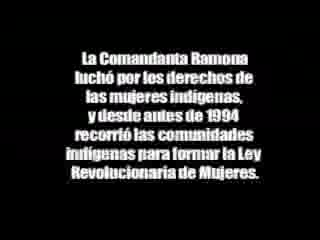 La Comandanta Ramona
luchó por los derechos de
las mujeres indígenas,
y desde antes de 1994
recorrió las comunidades
indígenas para formar la Ley
Revolucionaria de Mujeres.